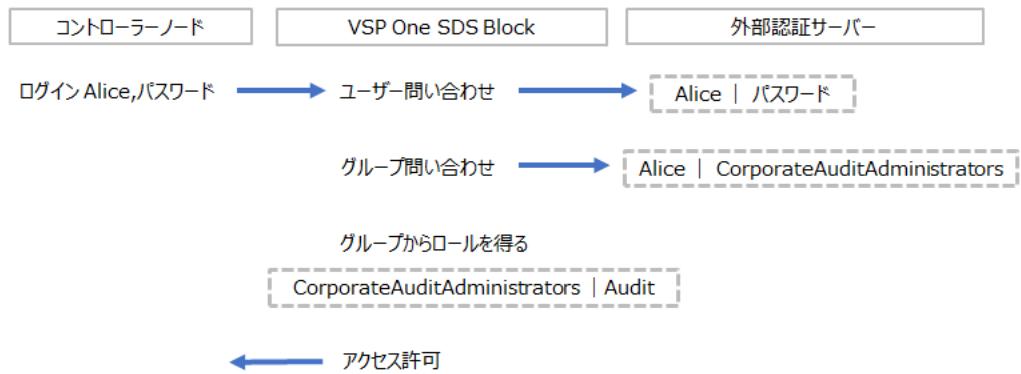 コントローラーノード
VSP One SDS Block
外部認証サーバー
ログイン Alice,パスワード
ユーザー問い合わせ
Alice | パスワード
グループ問い合わせ
Alice | CorporateAuditAdministrators
グループからロールを得る
CorporateAuditAdministrators | Audit
アクセス許可